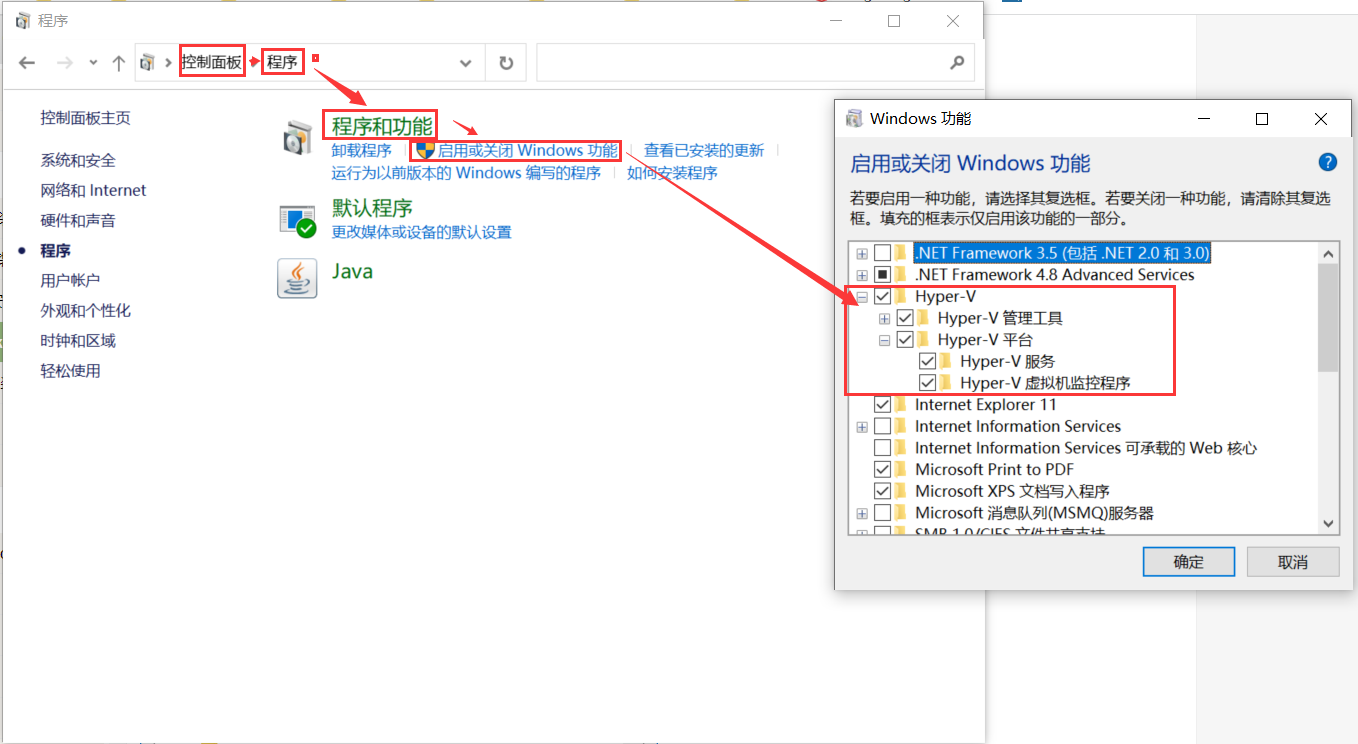 程序
控制面板 程序
控制面板主页
系统和安全
网络和 Internet
硬件和声音
程序
用户帐户
外观和个性化
时钟和区域
轻松使用
程序和功能
卸载程序 启用或关闭 Windows 功能 查看已安装的更新
运行为以前版本的 Windows 编写的程序 如何安装程序
默认程序
更改媒体或设备的默认设置
Java
Windows 功能
启用或关闭 Windows 功能
若要启用一种功能，请选择其复选框。若要关闭一种功能，请清除其复选
框。填充的框表示仅启用该功能的一部分。
.NET Framework 3.5 (包括 .NET 2.0 和 3.0)
.NET Framework 4.8 Advanced Services
Hyper-V
Hyper-V 管理工具
Hyper-V 平台
Hyper-V 服务
Hyper-V 虚拟机监控程序
Internet Explorer 11
Internet Information Services
Internet Information Services 可承载的 Web 核心
Microsoft Print to PDF
Microsoft XPS 文档写入程序
Microsoft 消息队列(MSMQ)服务器
SMB 1.0/CIFS 文件共享支持
确定 取消